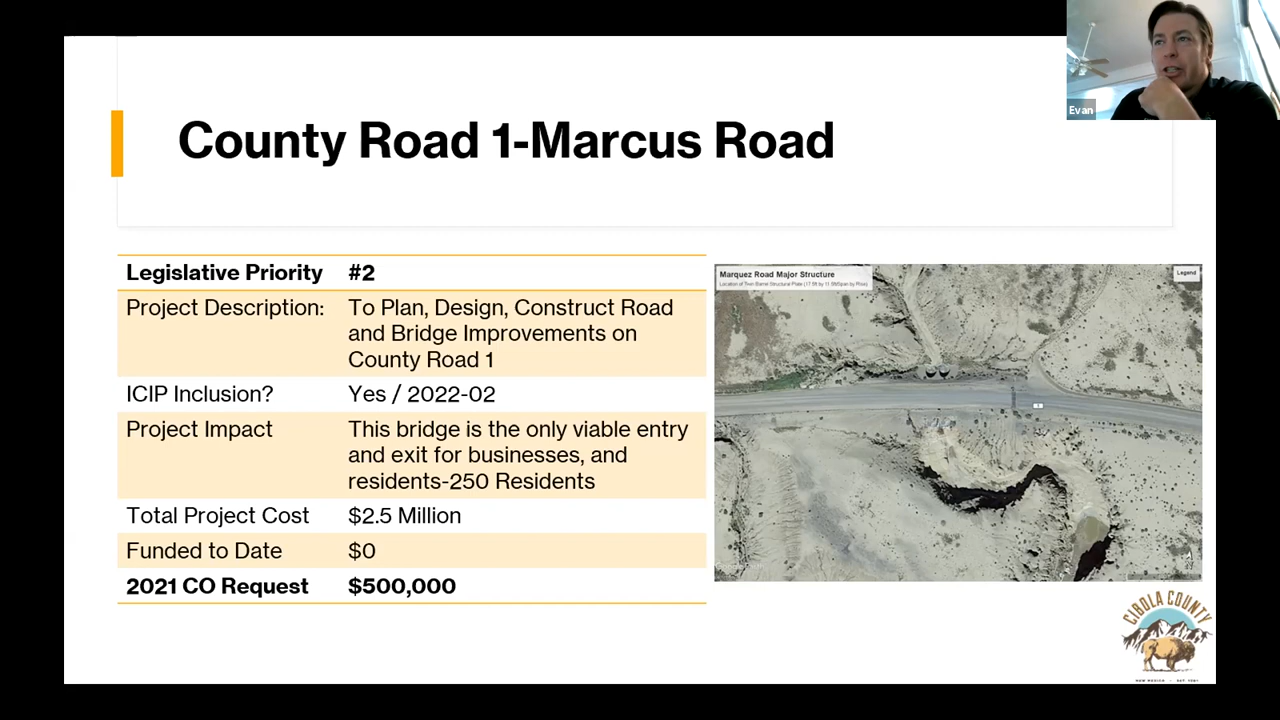 Evan
County Road 1-Marcus Road
Legislative Priority #2
Project Description: To Plan, Design, Construct Road
and Bridge Improvements on
County Road 1
ICIP Inclusion? Yes / 2022-02
Project Impact This bridge is the only viable entry
and exit for businesses, and
residents-250 Residents
Total Project Cost $2.5 Million
Funded to Date $0
2021 CO Request $500,000
Marquez Road Major Structure
Legend
Google Earth
CIBOLA COUNTY